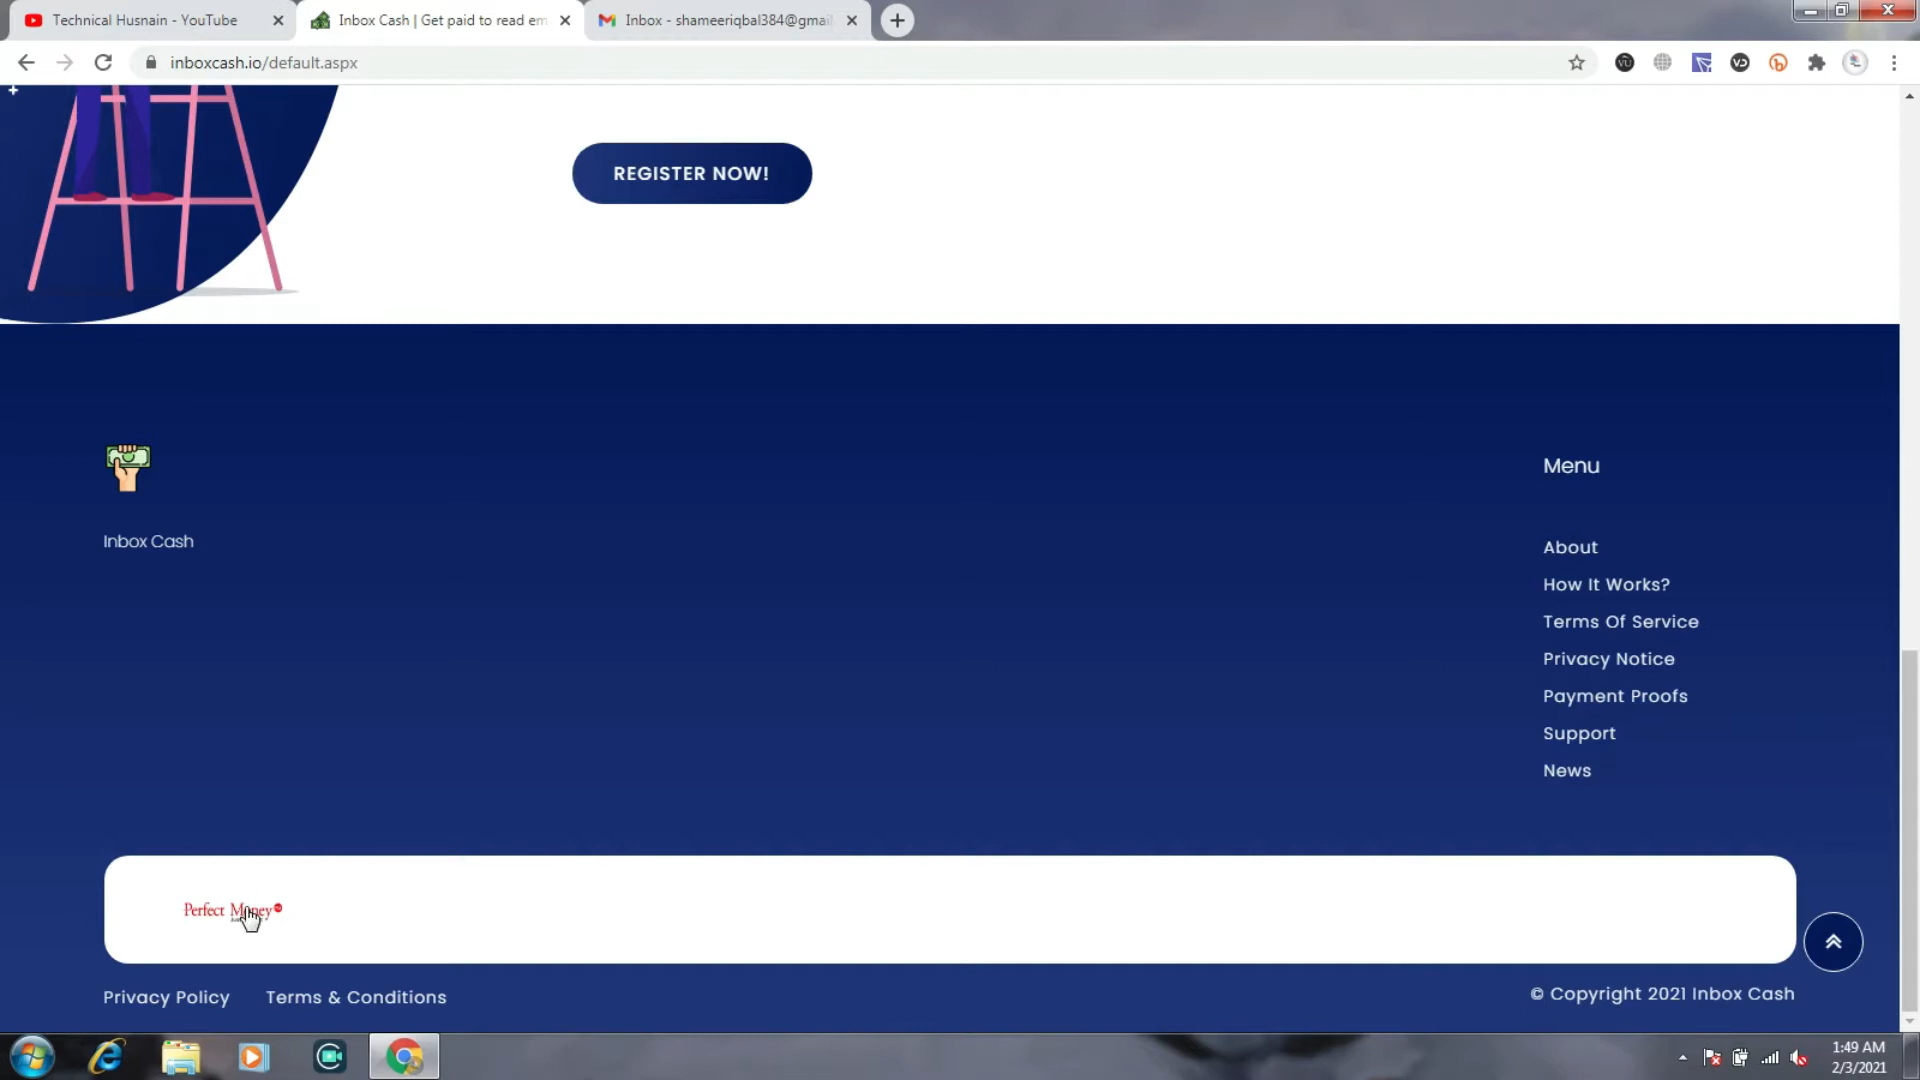 Technical Husnain - YouTube
Inbox Cash | Get paid to read em
Inbox - shameeriqbal384@gmail
inboxcash.io/default.aspx
REGISTER NOW!
Inbox Cash
Menu
About
How It Works?
Terms Of Service
Privacy Notice
Payment Proofs
Support
News
Perfect Money
Privacy Policy
Terms & Conditions
© Copyright 2021 Inbox Cash
1:49 AM
2/3/2021